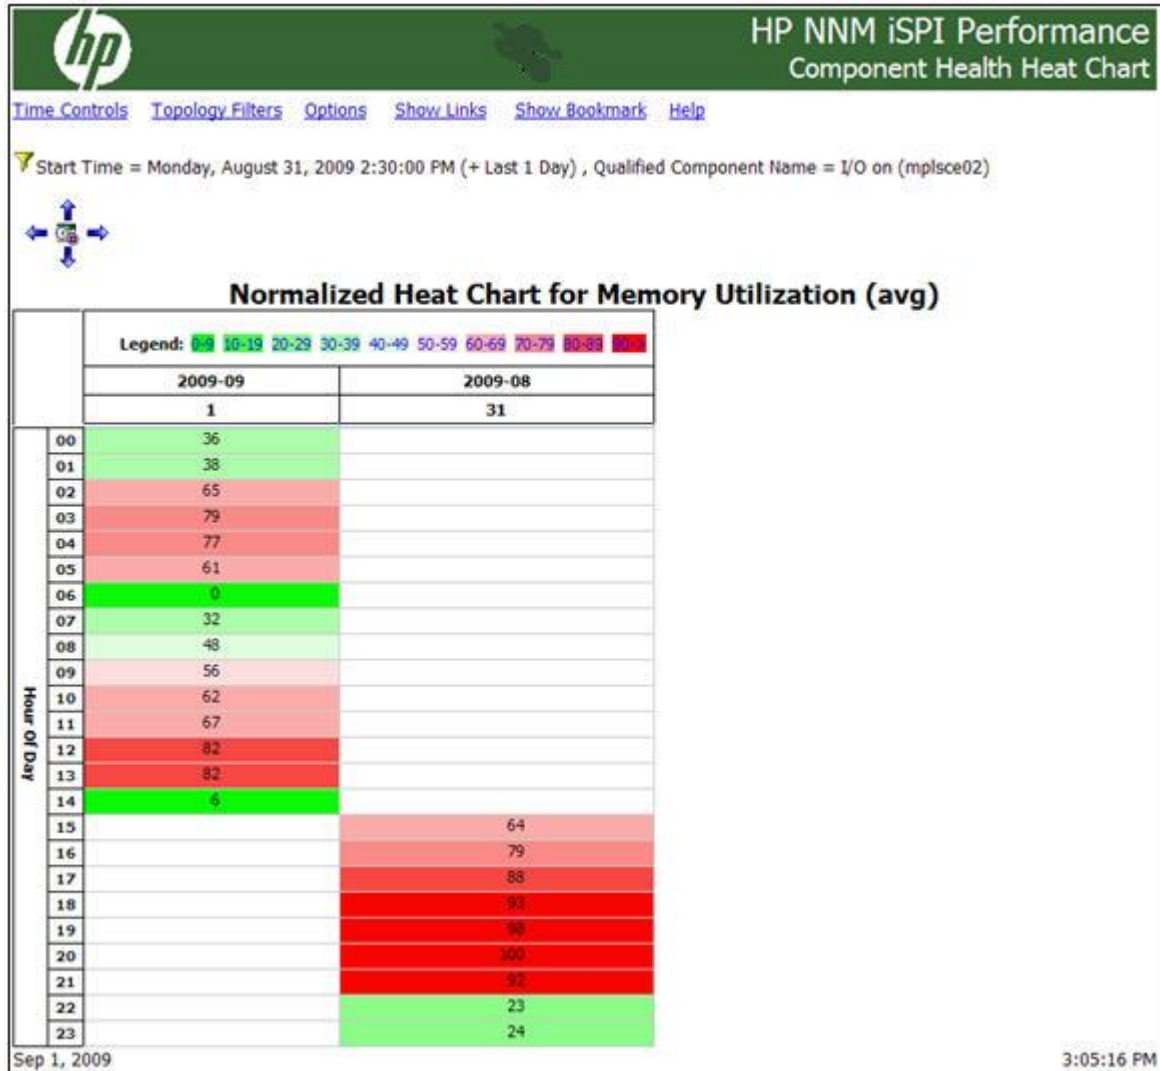 hp
HP NNM iSPI Performance
Component Health Heat Chart
Time Controls Topology Filters Options Show Links Show Bookmark Help
Start Time = Monday, August 31, 2009 2:30:00 PM (+ Last 1 Day) , Qualified Component Name = I/O on (mplsce02)
Normalized Heat Chart for Memory Utilization (avg)
Legend: 0-9 10-19 20-29 30-39 40-49 50-59 60-69 70-79 80-89
2009-09 2009-08
1 31
Hour Of Day
00 36
01 38
02 65
03 79
04 77
05 61
06 0
07 32
08 48
09 56
10 62
11 67
12 82
13 82
14 6
15 64
16 79
17 88
18 93
19 98
20 100
21 92
22 23
23 24
Sep 1, 2009 3:05:16 PM